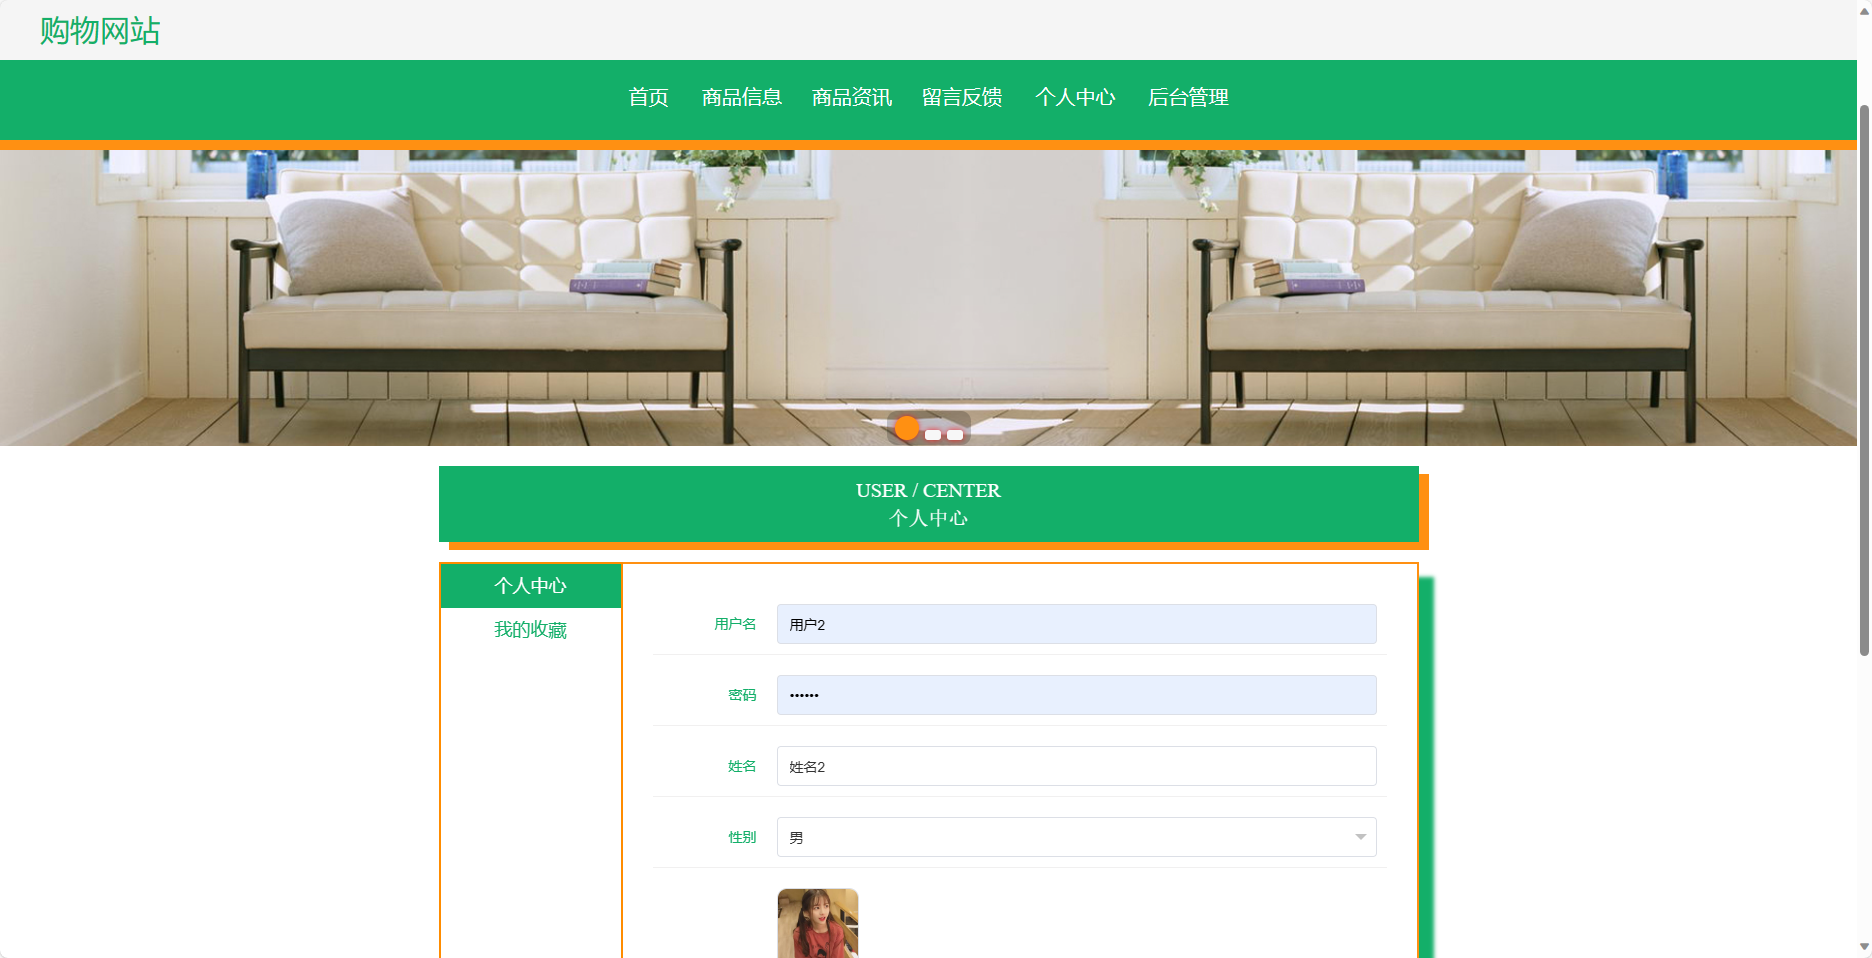 购物网站
首页 商品信息 商品资讯 留言反馈 个人中心 后台管理
USER / CENTER
个人中心
个人中心
我的收藏
用户名 用户2
密码 ••••••
姓名 姓名2
性别 男